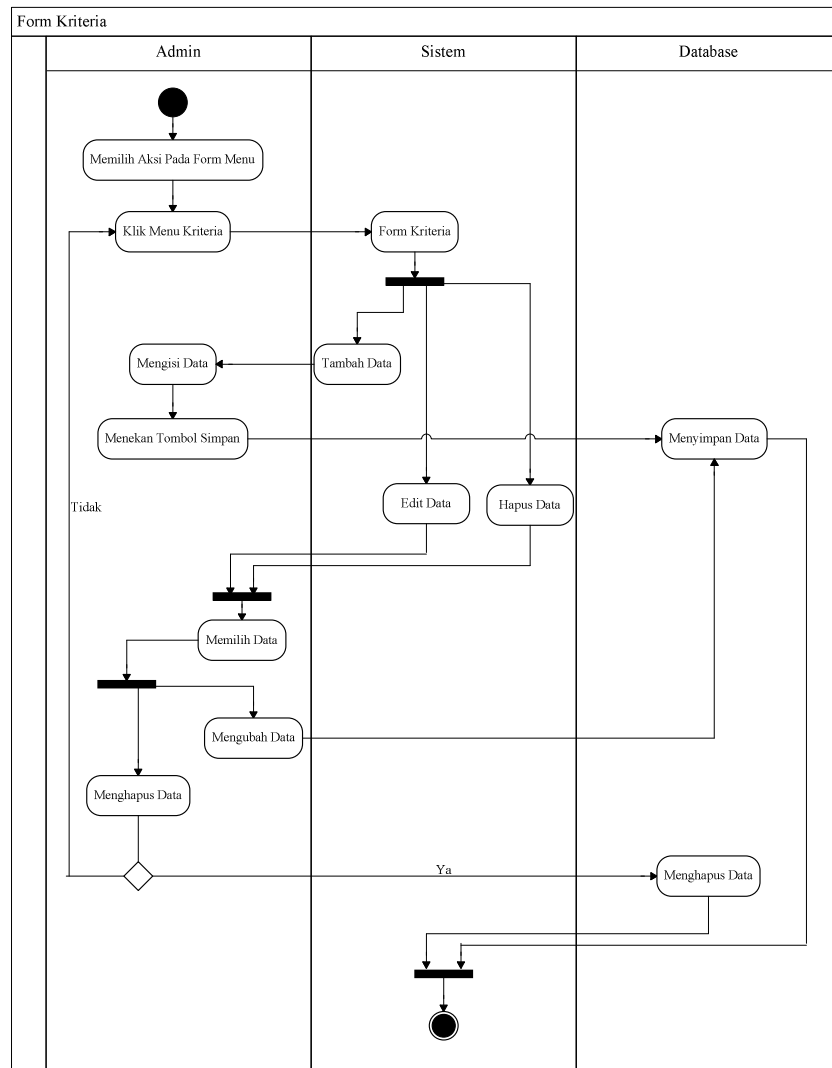 Form Kriteria
Admin
Sistem
Database
Memilih Aksi Pada Form Menu
Klik Menu Kriteria
Form Kriteria
Mengisi Data
Tambah Data
Menekan Tombol Simpan
Menyimpan Data
Tidak
Edit Data
Hapus Data
Memilih Data
Mengubah Data
Menghapus Data
Ya
Menghapus Data